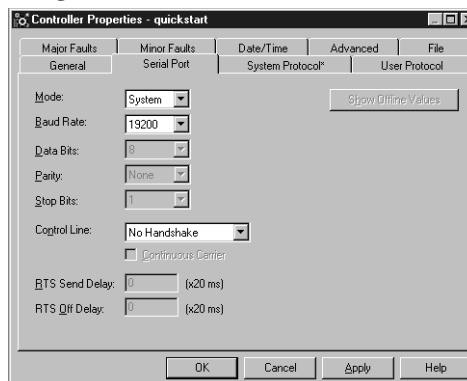 Controller Properties - quickstart
Major Faults Minor Faults Date/Time Advanced File
General Serial Port System Protocol* User Protocol
Mode: System
Show Offline Values
Baud Rate: 19200
Data Bits: 8
Parity: None
Stop Bits: 1
Control Line: No Handshake
Continuous Carrier
RTS Send Delay: 0 (x20 ms)
RTS Off Delay: 0 (x20 ms)
OK Cancel Apply Help